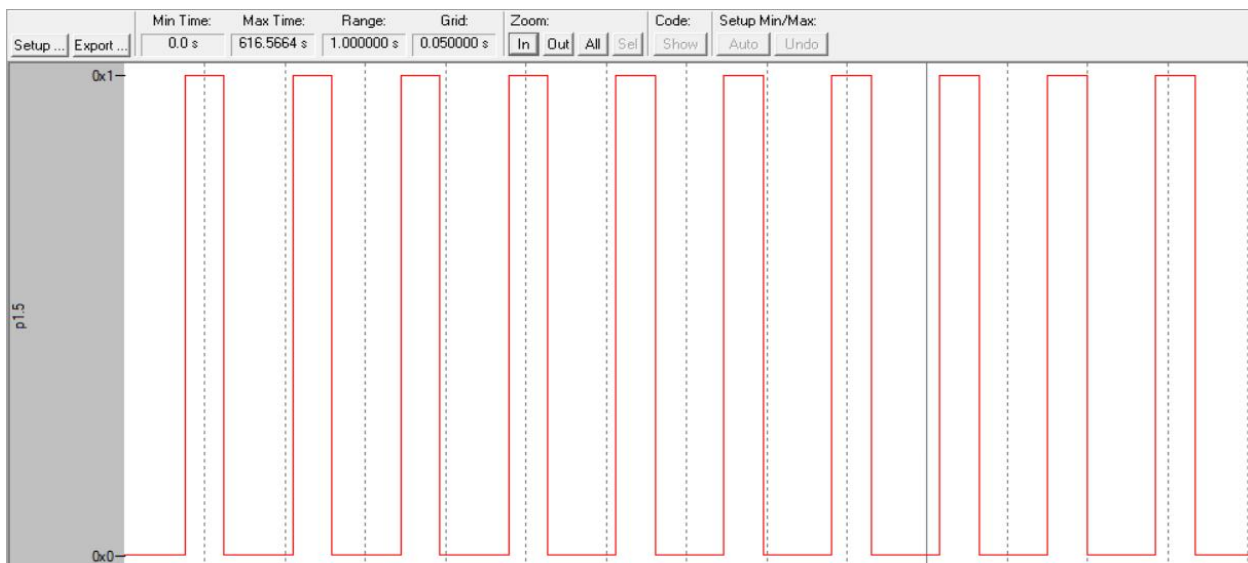 Min Time: Max Time: Range: Grid: Zoom: Code: Setup Min/Max:
Setup ... Export ... 0.0 s 616.5664 s 1.000000 s 0.050000 s In Out All Sel Show Auto Undo
0x1
p1.5
0x0